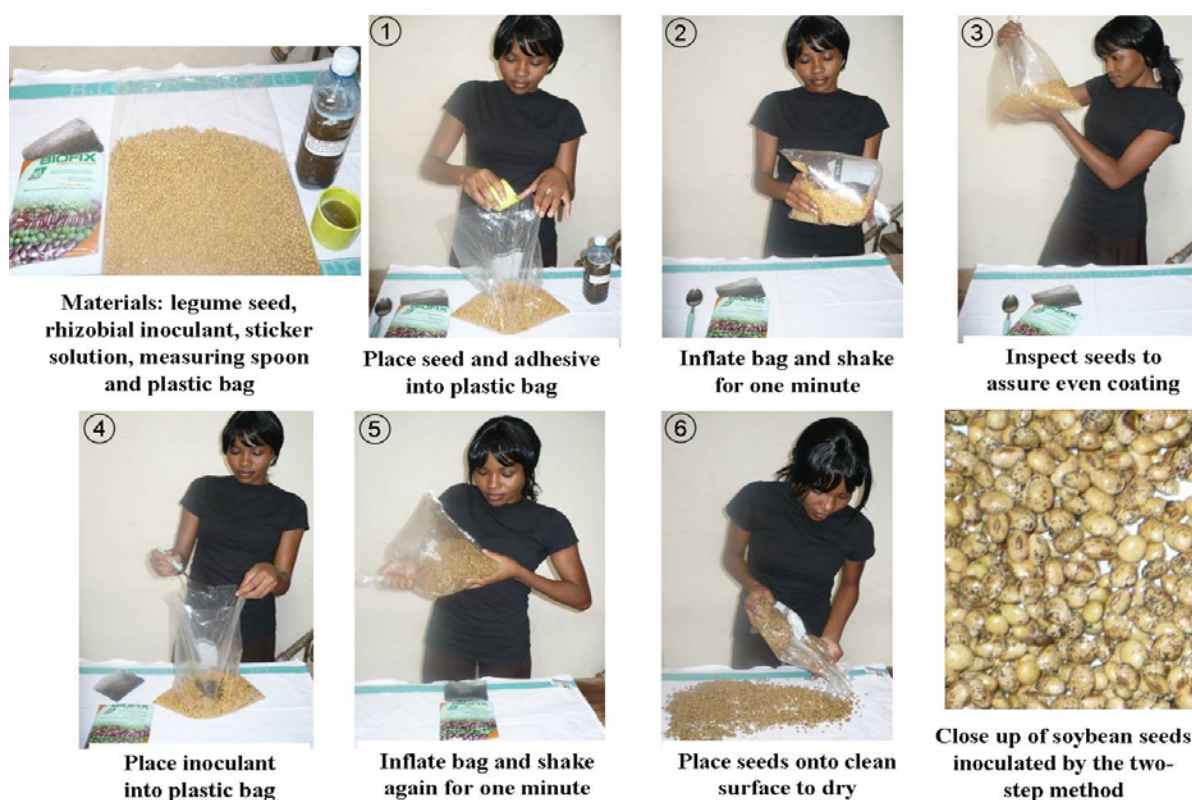 BIOFIX
Materials: legume seed,
rhizobial inoculant, sticker
solution, measuring spoon
and plastic bag
1
Place seed and adhesive
into plastic bag
2
Inflate bag and shake
for one minute
3
Inspect seeds to
assure even coating
4
Place inoculant
into plastic bag
5
Inflate bag and shake
again for one minute
6
Place seeds onto clean
surface to dry
Close up of soybean seeds
inoculated by the two-
step method